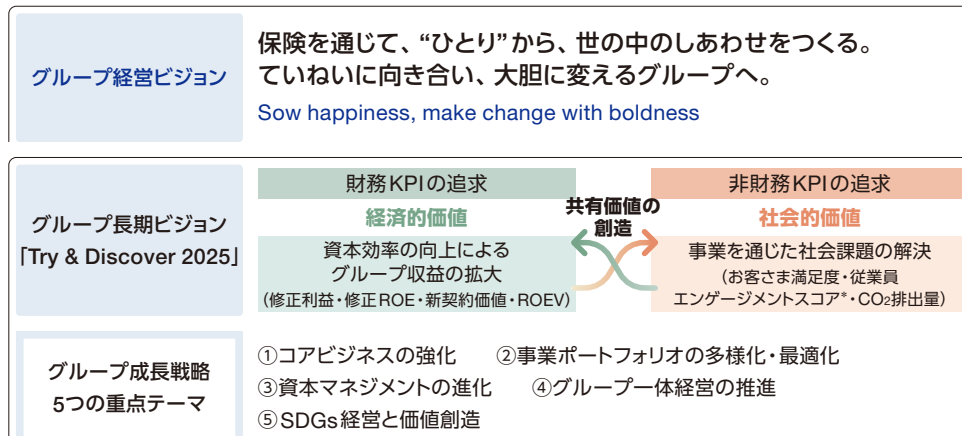 グループ経営ビジョン
保険を通じて、“ひとり”から、世の中のしあわせをつくる。
ていねいに向き合い、大胆に変えるグループへ。
Sow happiness, make change with boldness
グループ長期ビジョン
「Try & Discover 2025」
財務KPIの追求
経済的価値
資本効率の向上による
グループ収益の拡大
(修正利益・修正ROE・新契約価値・ROEV)
共有価値の
創造
非財務KPIの追求
社会的価値
事業を通じた社会課題の解決
(お客さま満足度・従業員
エンゲージメントスコア*・CO2排出量)
グループ成長戦略
5つの重点テーマ
①コアビジネスの強化 ②事業ポートフォリオの多様化・最適化
③資本マネジメントの進化 ④グループ一体経営の推進
⑤SDGs経営と価値創造